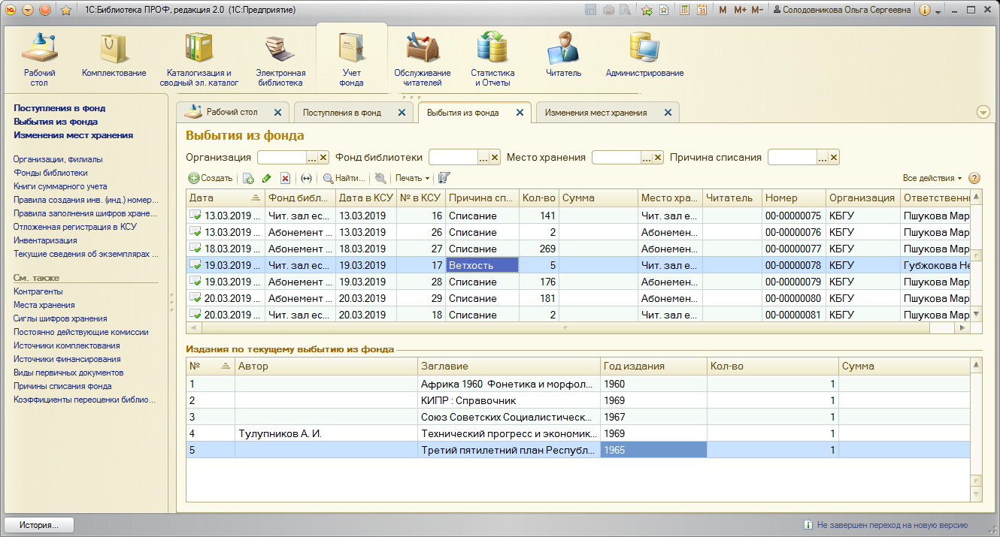 1С:Библиотека ПРОФ, редакция 2.0 (1С:Предприятие)
31
M M+ M-
Солодовникова Ольга Сергеевна
Рабочий
стол
Комплектование
Каталогизация и
сводный эл. каталог
Электронная
библиотека
Учет
фонда
Обслуживание
читателей
Статистика
и Отчеты
Читатель
Администрирование
Поступления в фонд
Выбытия из фонда
Изменения мест хранения
Организации, филиалы
Фонды библиотеки
Книги суммарного учета
Правила создания инв. (инд.) номер...
Правила заполнения шифров хране...
Отложенная регистрация в КСУ
Инвентаризация
Текущие сведения об экземплярах ...
См. также
Контрагенты
Места хранения
Сиглы шифров хранения
Постоянно действующие комиссии
Источники комплектования
Источники финансирования
Виды первичных документов
Причины списания фонда
Коэффициенты переоценки библио...
Рабочий стол
Поступления в фонд
Выбытия из фонда
Изменения мест хранения
Выбытия из фонда
Организация ... Фонд библиотеки ... Место хранения ... Причина списания ...
Создать Найти... Печать Все действия
Дата Фонд библ... Дата в КСУ № в КСУ Причина сп... Кол-во Сумма Место хра... Читатель Номер Организация Ответственн
13.03.2019 ... Чит. зал ес... 13.03.2019 16 Списание 141 Чит. зал е... 00-00000075 КБГУ Пшукова Мар
13.03.2019 ... Абонемент ... 13.03.2019 26 Списание 2 Абонемен... 00-00000076 КБГУ Пшукова Мар
18.03.2019 ... Абонемент ... 18.03.2019 27 Списание 269 Абонемен... 00-00000077 КБГУ Пшукова Мар
19.03.2019 ... Чит. зал ес... 19.03.2019 17 Ветхость 5 Чит. зал е... 00-00000078 КБГУ Губжокова Не
19.03.2019 ... Абонемент ... 19.03.2019 28 Списание 176 Абонемен... 00-00000079 КБГУ Пшукова Мар
20.03.2019 ... Абонемент ... 20.03.2019 29 Списание 181 Абонемен... 00-00000080 КБГУ Пшукова Мар
20.03.2019 ... Чит. зал ес... 20.03.2019 18 Списание 2 Чит. зал е... 00-00000081 КБГУ Пшукова Мар
Издания по текущему выбытию из фонда
№ Автор Заглавие Год издания Кол-во Сумма
1 Африка 1960 Фонетика и морфол... 1960 1
2 КИПР : Справочник 1969 1
3 Союз Советских Социалистическ... 1967 1
4 Тулупников А. И. Технический прогресс и экономик... 1969 1
5 Третий пятилетний план Республ... 1965 1
История...
Не завершен переход на новую версию